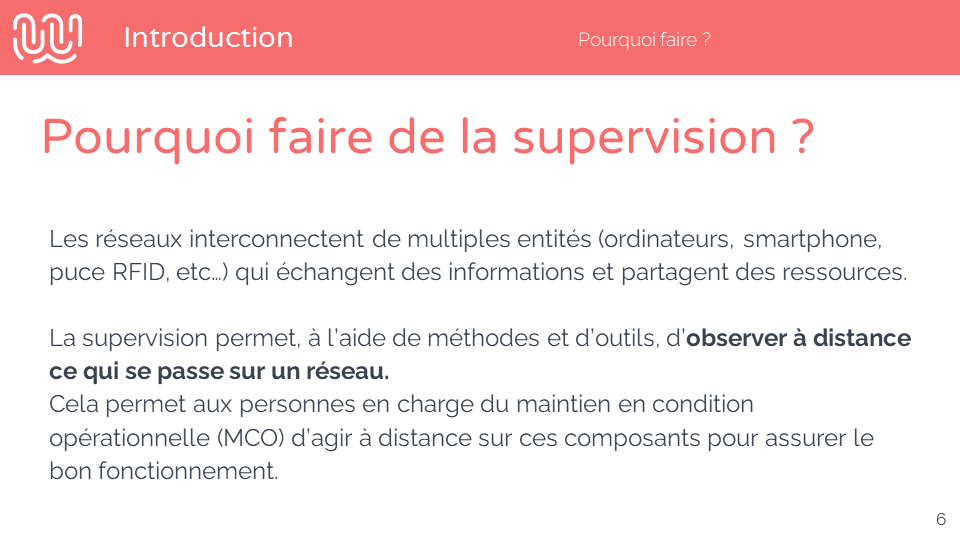 Introduction
Pourquoi faire ?
Pourquoi faire de la supervision ?
Les réseaux interconnectent de multiples entités (ordinateurs, smartphone,
puce RFID, etc…) qui échangent des informations et partagent des ressources.
La supervision permet, à l’aide de méthodes et d’outils, d’observer à distance
ce qui se passe sur un réseau.
Cela permet aux personnes en charge du maintien en condition
opérationnelle (MCO) d’agir à distance sur ces composants pour assurer le
bon fonctionnement.
6